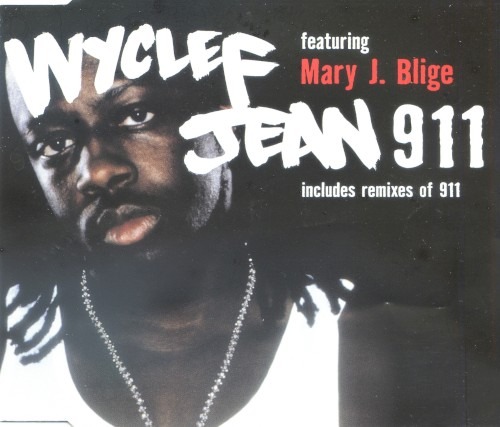 WYCLEF
JEAN 911
featuring
Mary J. Blige
includes remixes of 911